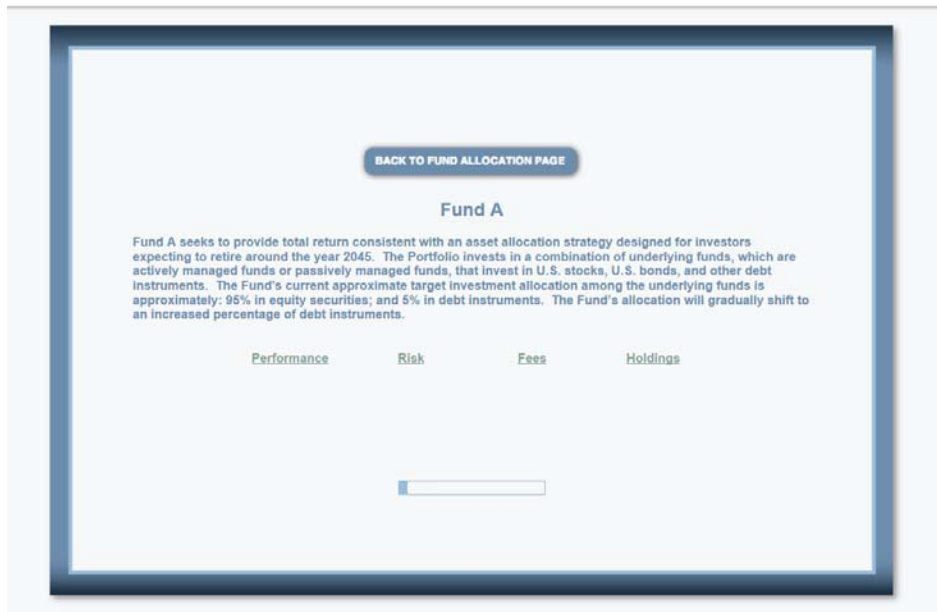 BACK TO FUND ALLOCATION PAGE
Fund A
Fund A seeks to provide total return consistent with an asset allocation strategy designed for investors
expecting to retire around the year 2045.  The Portfolio invests in a combination of underlying funds, which are
actively managed funds or passively managed funds, that invest in U.S. stocks, U.S. bonds, and other debt
instruments.  The Fund's current approximate target investment allocation among the underlying funds is
approximately: 95% in equity securities; and 5% in debt instruments.  The Fund's allocation will gradually shift to
an increased percentage of debt instruments.
Performance Risk Fees Holdings